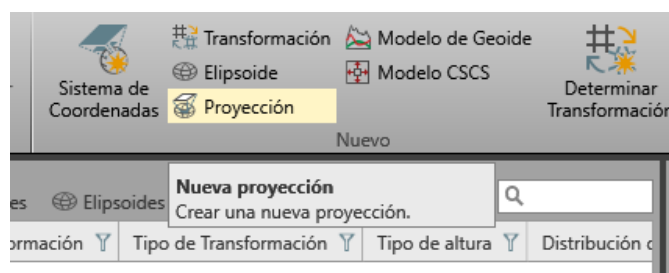 Transformación
Modelo de Geoide
Elipsoide
Modelo CSCS
Sistema de
Coordenadas
Proyección
Determinar
Transformación
Nuevo
Nueva proyección
Crear una nueva proyección.
Elipsoides
Tipo de Transformación
Tipo de altura
Distribución